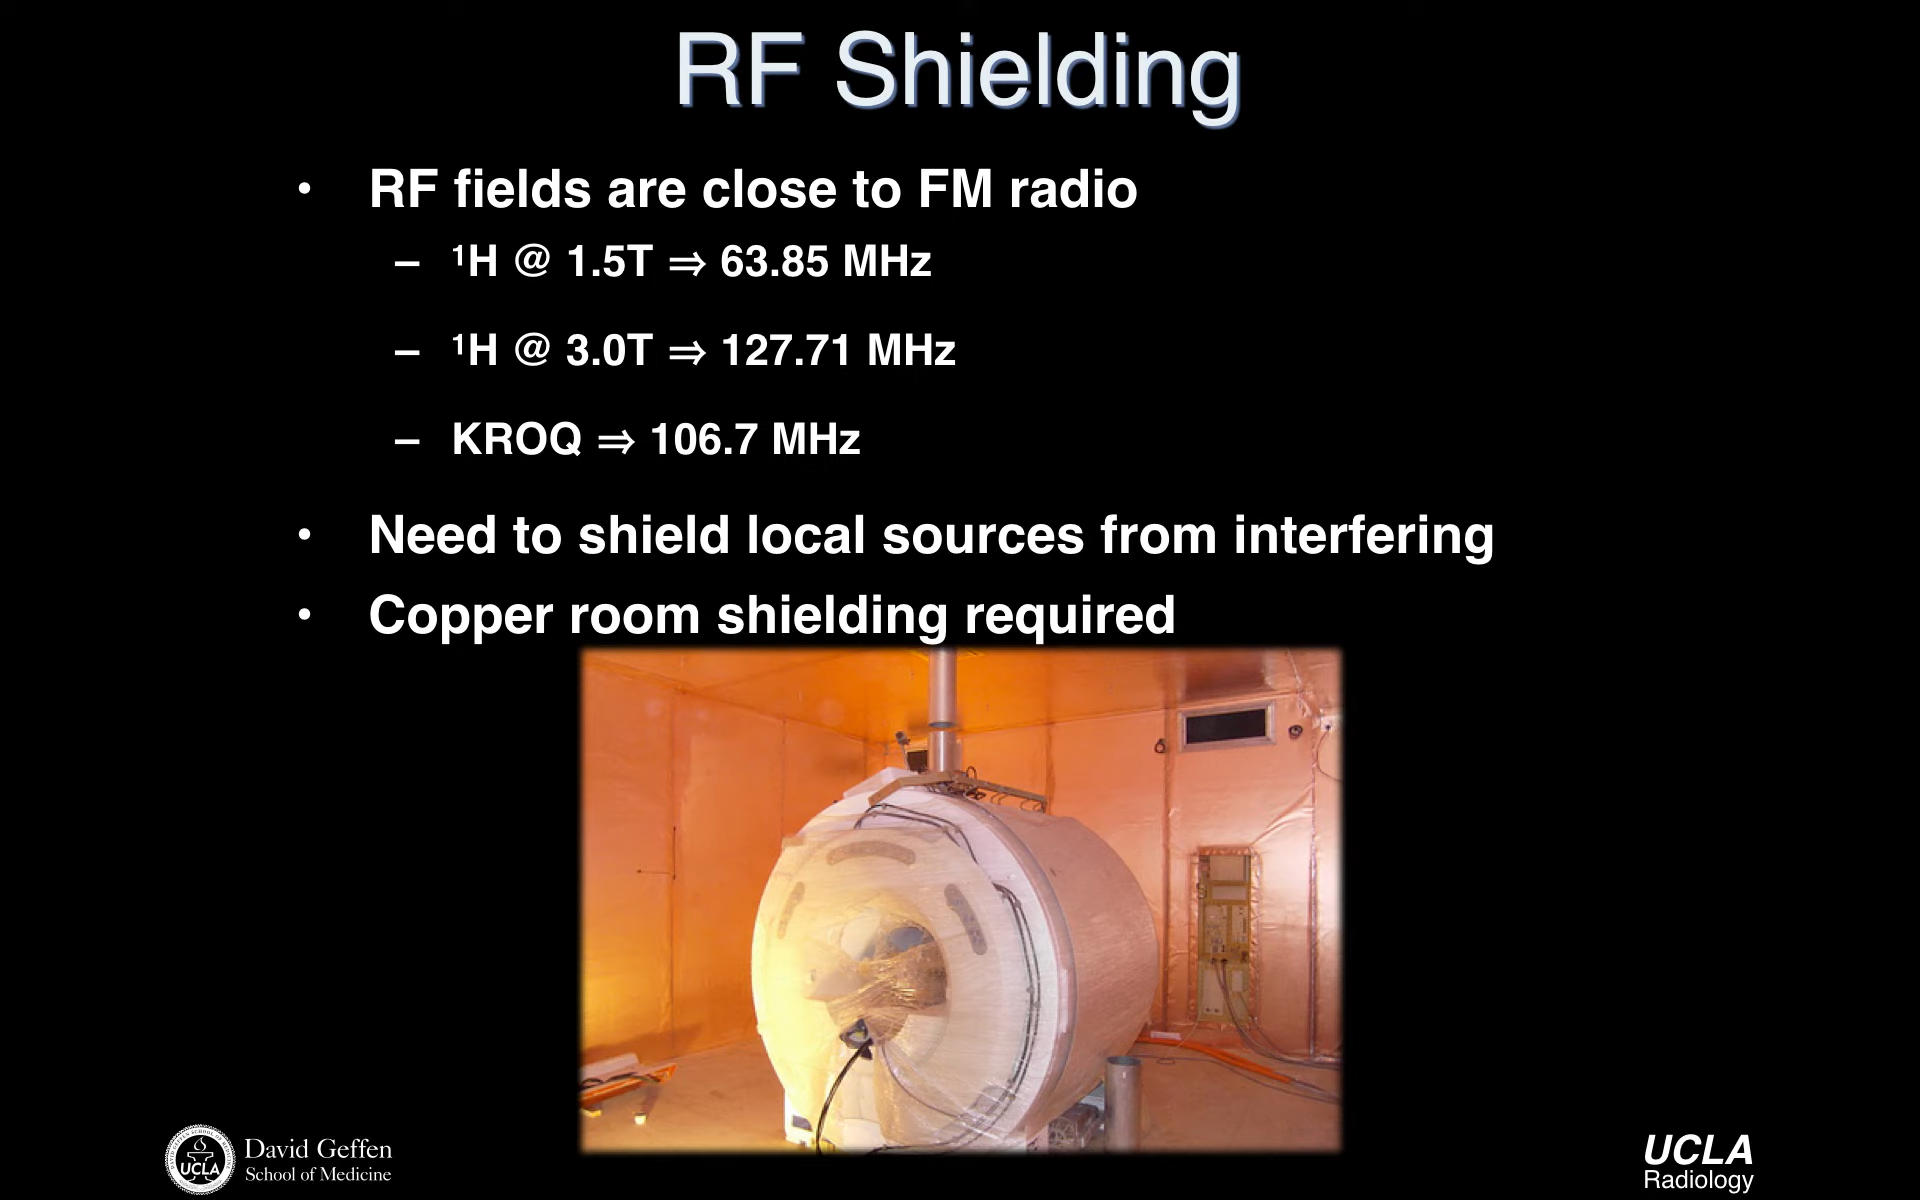 RF Shielding
• RF fields are close to FM radio
– ¹H @ 1.5T ⇒ 63.85 MHz
– ¹H @ 3.0T ⇒ 127.71 MHz
– KROQ ⇒ 106.7 MHz
• Need to shield local sources from interfering
• Copper room shielding required
UCLA
David Geffen
School of Medicine
UCLA
Radiology